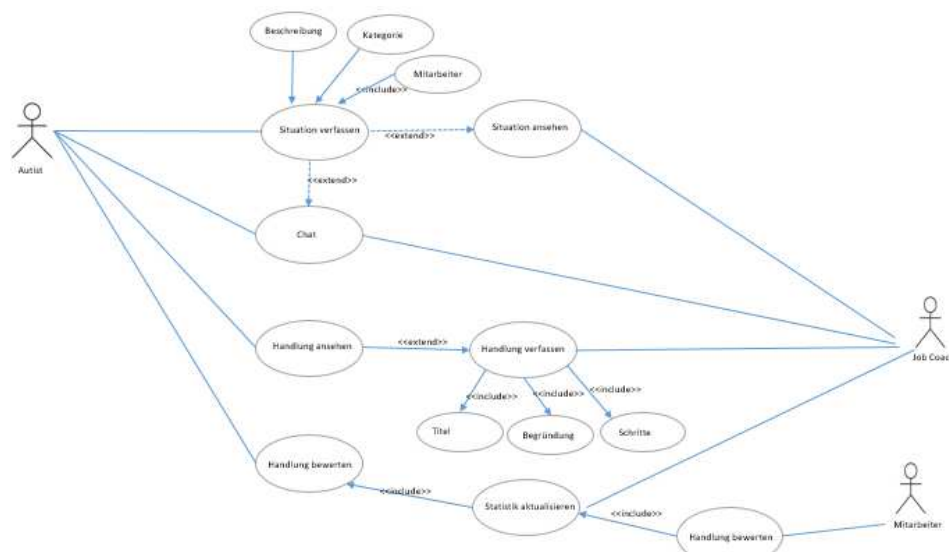 Beschreibung
Kategorie
Mitarbeiter
<<include>>
Situation verfassen
<<extend>>
Situation ansehen
Autist
<<extend>>
Chat
Handlung ansehen
<<extend>>
Handlung verfassen
Job Coac
<<include>>
<<include>>
<<include>>
Titel
Begründung
Schritte
Handlung bewerten
<<include>>
Statistik aktualisieren
<<include>>
Handlung bewerten
Mitarbeiter